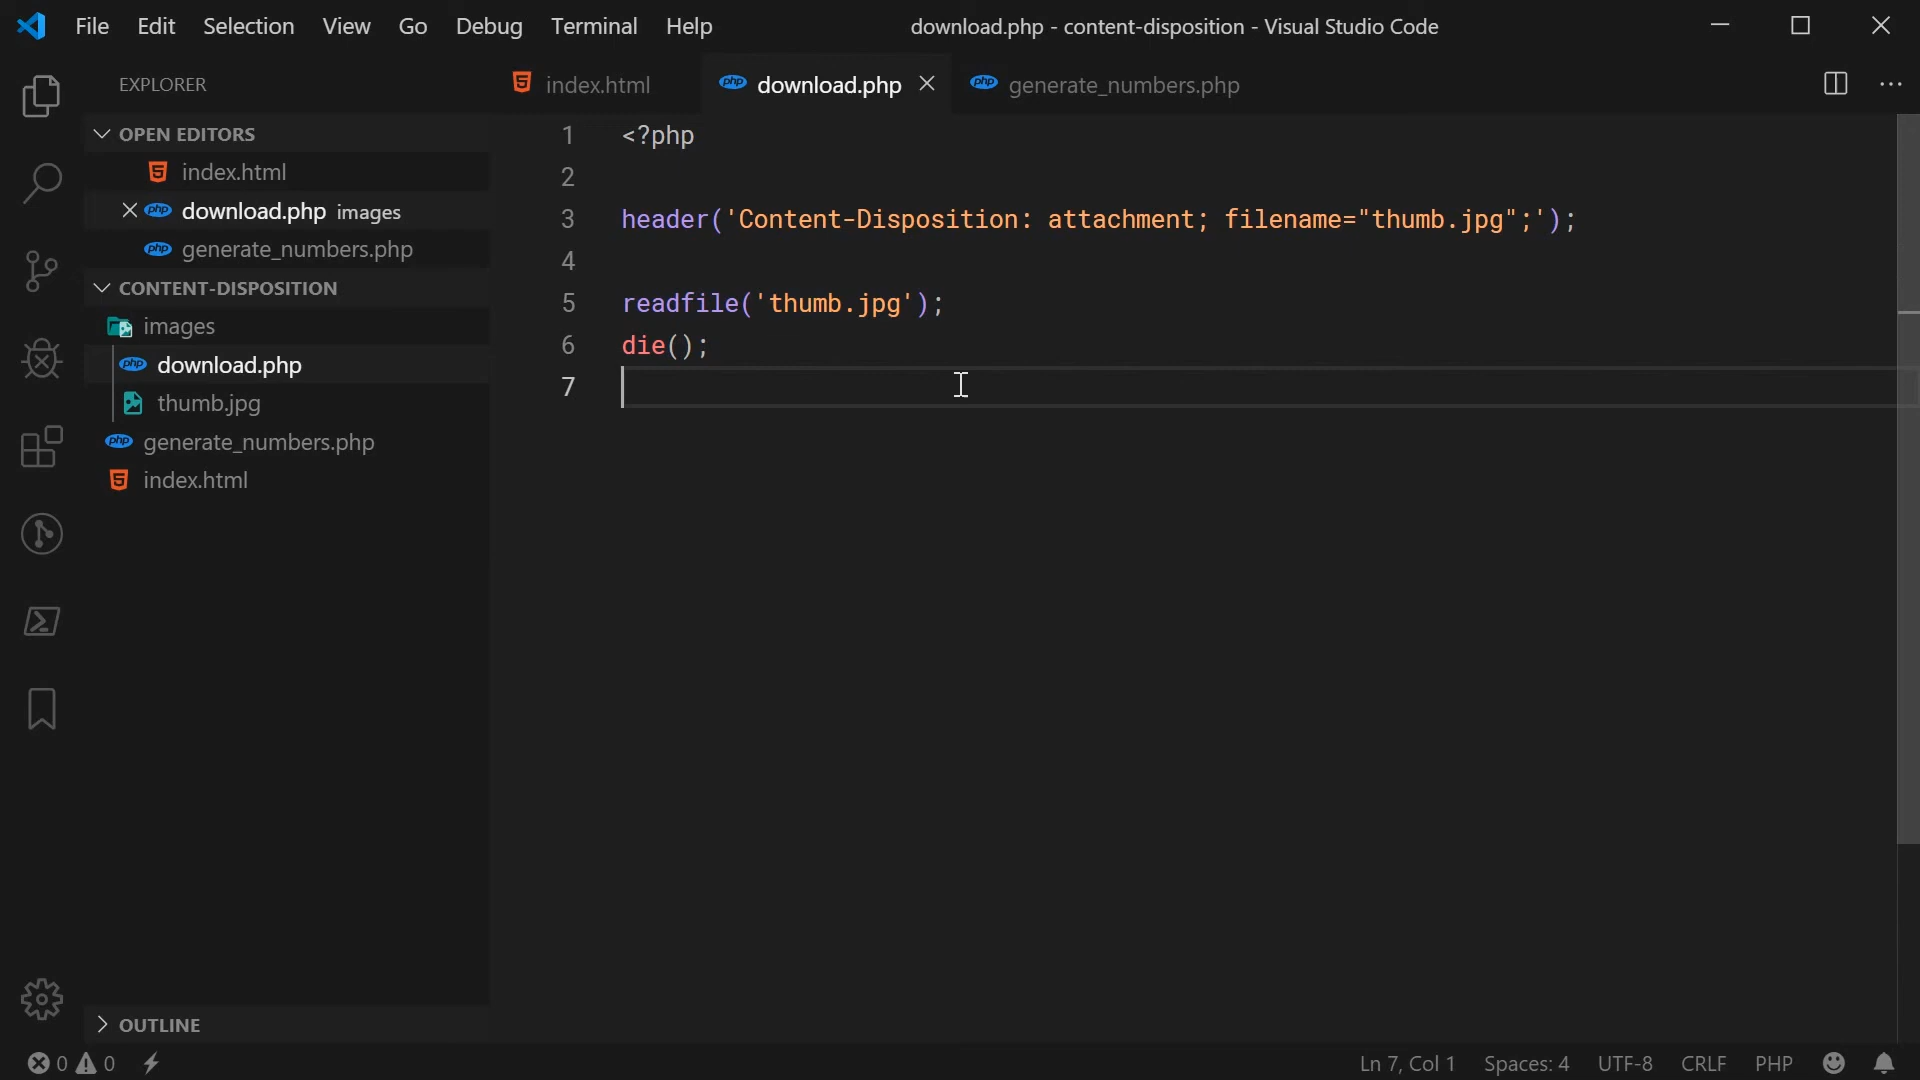 File Edit Selection View Go Debug Terminal Help download.php - content-disposition - Visual Studio Code
EXPLORER
OPEN EDITORS
index.html
download.php images
generate_numbers.php
CONTENT-DISPOSITION
images
download.php
thumb.jpg
generate_numbers.php
index.html
OUTLINE
index.html download.php generate_numbers.php
1 <?php
2
3 header('Content-Disposition: attachment; filename="thumb.jpg";');
4
5 readfile('thumb.jpg');
6 die();
7
0 0 Ln 7, Col 1 Spaces: 4 UTF-8 CRLF PHP